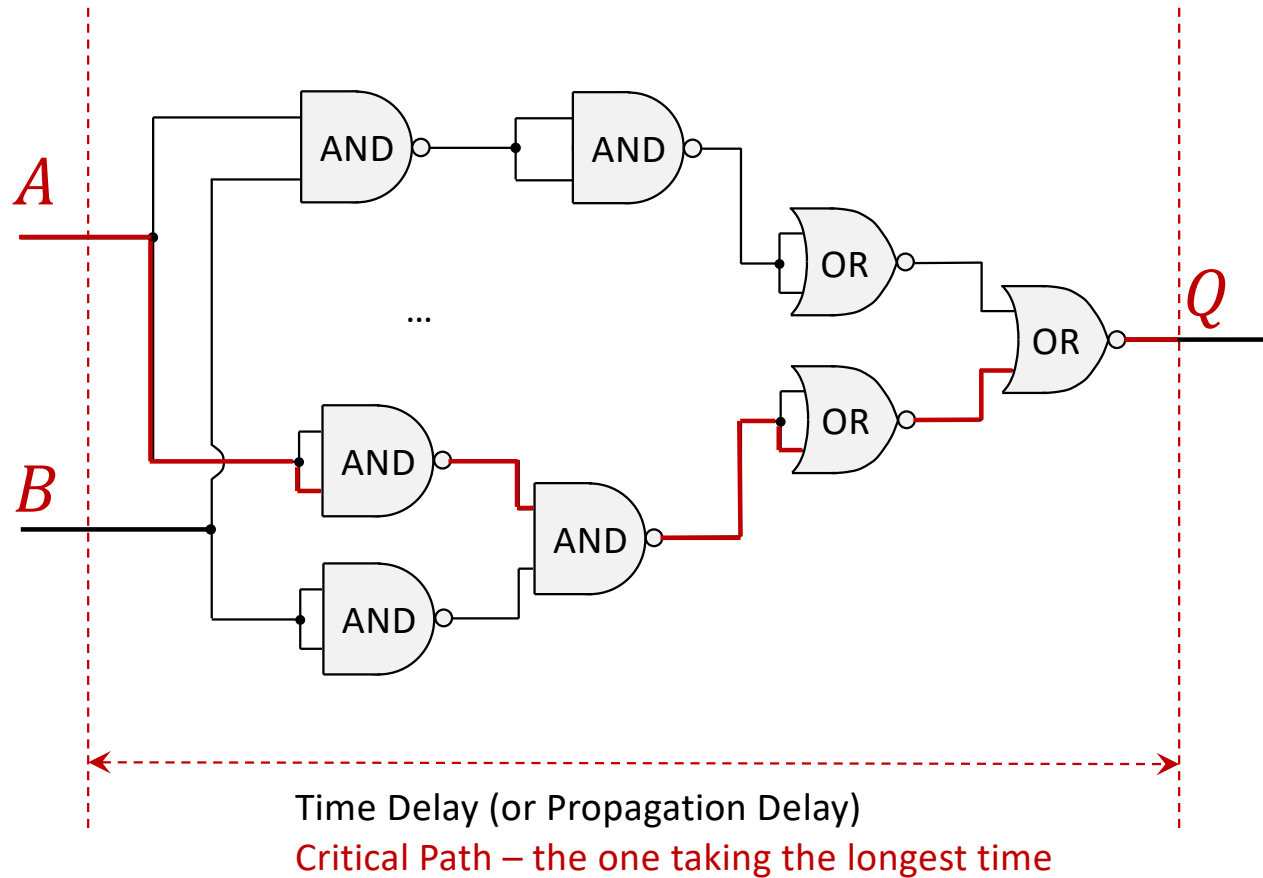 A
B
AND
AND
OR
OR
OR
...
AND
AND
AND
Q
Time Delay (or Propagation Delay)
Critical Path – the one taking the longest time